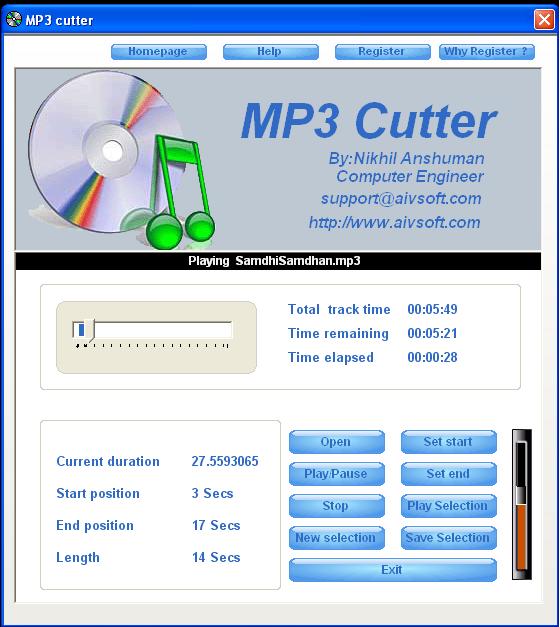 MP3 cutter
Homepage Help Register Why Register ?
MP3 Cutter
By:Nikhil Anshuman
Computer Engineer
support@aivsoft.com
http://www.aivsoft.com
Playing SamdhiSamdhan.mp3
Total track time 00:05:49
Time remaining 00:05:21
Time elapsed 00:00:28
Current duration 27.5593065
Start position 3 Secs
End position 17 Secs
Length 14 Secs
Open Set start
Play/Pause Set end
Stop Play Selection
New selection Save Selection
Exit